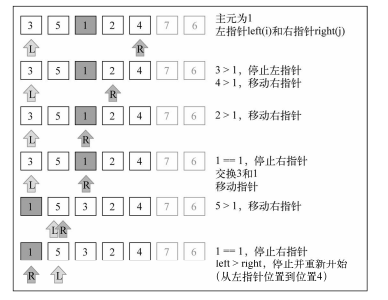 3 5 1 2 4 7 6
主元为1
左指针left(i)和右指针right(j)
L R
3 5 1 2 4 7 6
3 > 1，停止左指针
4 > 1，移动右指针
L R
3 5 1 2 4 7 6
2 > 1，移动右指针
L R
3 5 1 2 4 7 6
1 == 1，停止右指针
交换3和1
移动指针
L R
1 5 3 2 4 7 6
5 > 1，移动右指针
L R
1 5 3 2 4 7 6
1 == 1，停止右指针
left > right，停止并重新开始
（从左指针位置到位置4）
R L